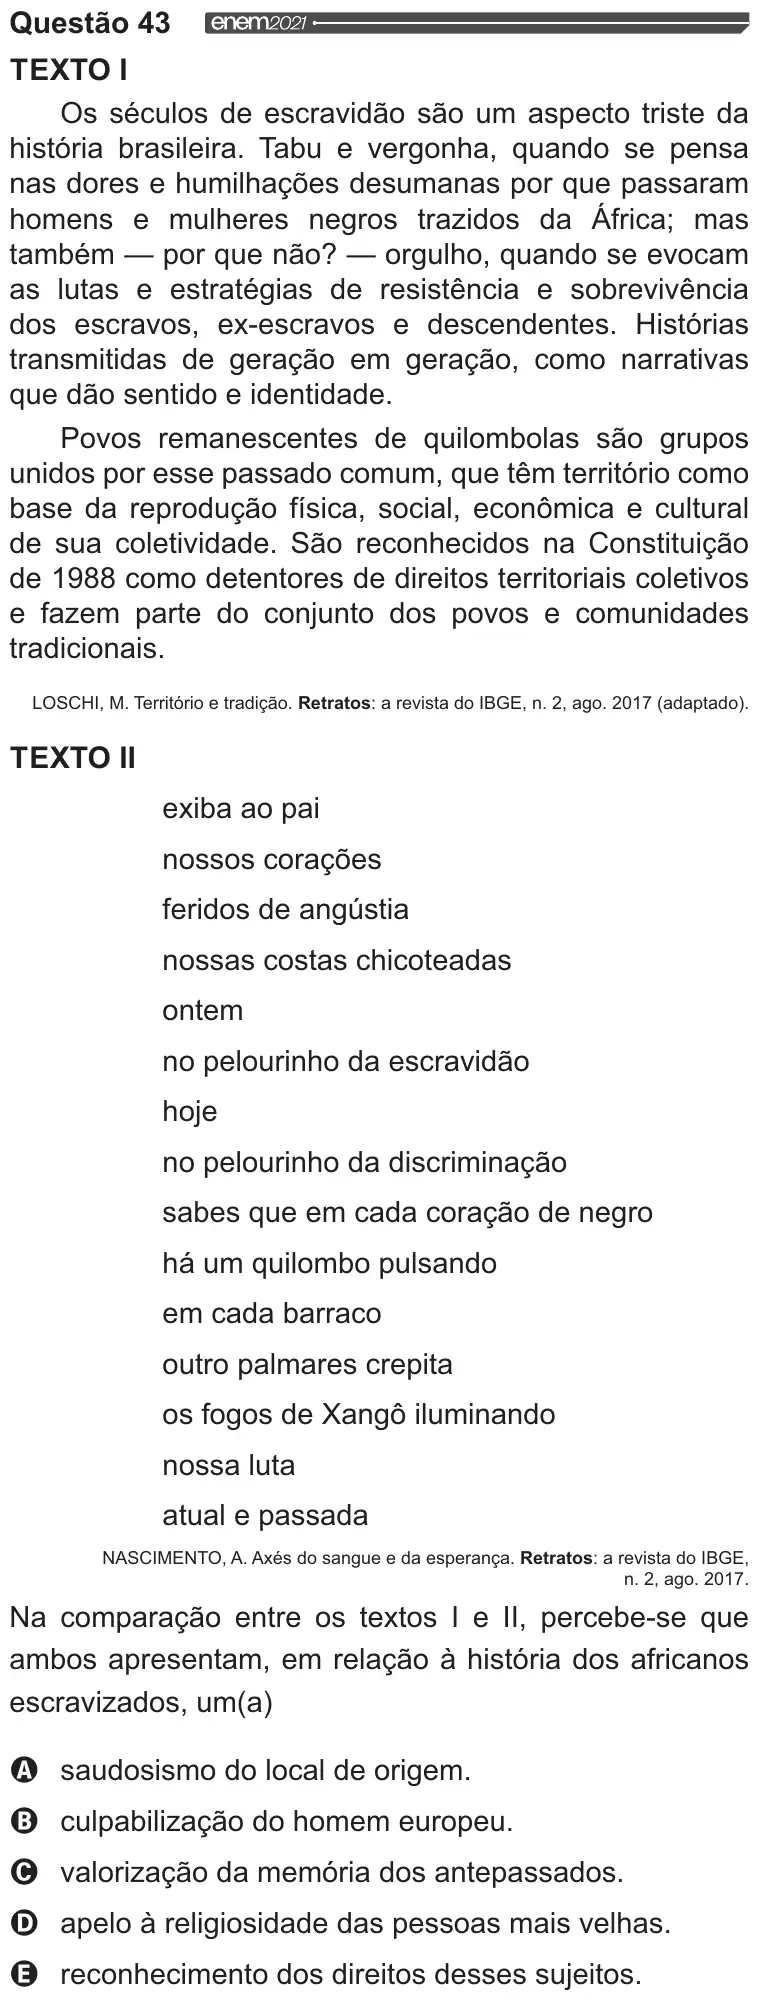 Questão 43 enem2021
TEXTO I
Os séculos de escravidão são um aspecto triste da
história brasileira. Tabu e vergonha, quando se pensa
nas dores e humilhações desumanas por que passaram
homens e mulheres negros trazidos da África; mas
também — por que não? — orgulho, quando se evocam
as lutas e estratégias de resistência e sobrevivência
dos escravos, ex-escravos e descendentes. Histórias
transmitidas de geração em geração, como narrativas
que dão sentido e identidade.
Povos remanescentes de quilombolas são grupos
unidos por esse passado comum, que têm território como
base da reprodução física, social, econômica e cultural
de sua coletividade. São reconhecidos na Constituição
de 1988 como detentores de direitos territoriais coletivos
e fazem parte do conjunto dos povos e comunidades
tradicionais.
LOSCHI, M. Território e tradição. Retratos: a revista do IBGE, n. 2, ago. 2017 (adaptado).
TEXTO II
exiba ao pai
nossos corações
feridos de angústia
nossas costas chicoteadas
ontem
no pelourinho da escravidão
hoje
no pelourinho da discriminação
sabes que em cada coração de negro
há um quilombo pulsando
em cada barraco
outro palmares crepita
os fogos de Xangô iluminando
nossa luta
atual e passada
NASCIMENTO, A. Axés do sangue e da esperança. Retratos: a revista do IBGE,
n. 2, ago. 2017.
Na comparação entre os textos I e II, percebe-se que
ambos apresentam, em relação à história dos africanos
escravizados, um(a)
A saudosismo do local de origem.
B culpabilização do homem europeu.
C valorização da memória dos antepassados.
D apelo à religiosidade das pessoas mais velhas.
E reconhecimento dos direitos desses sujeitos.